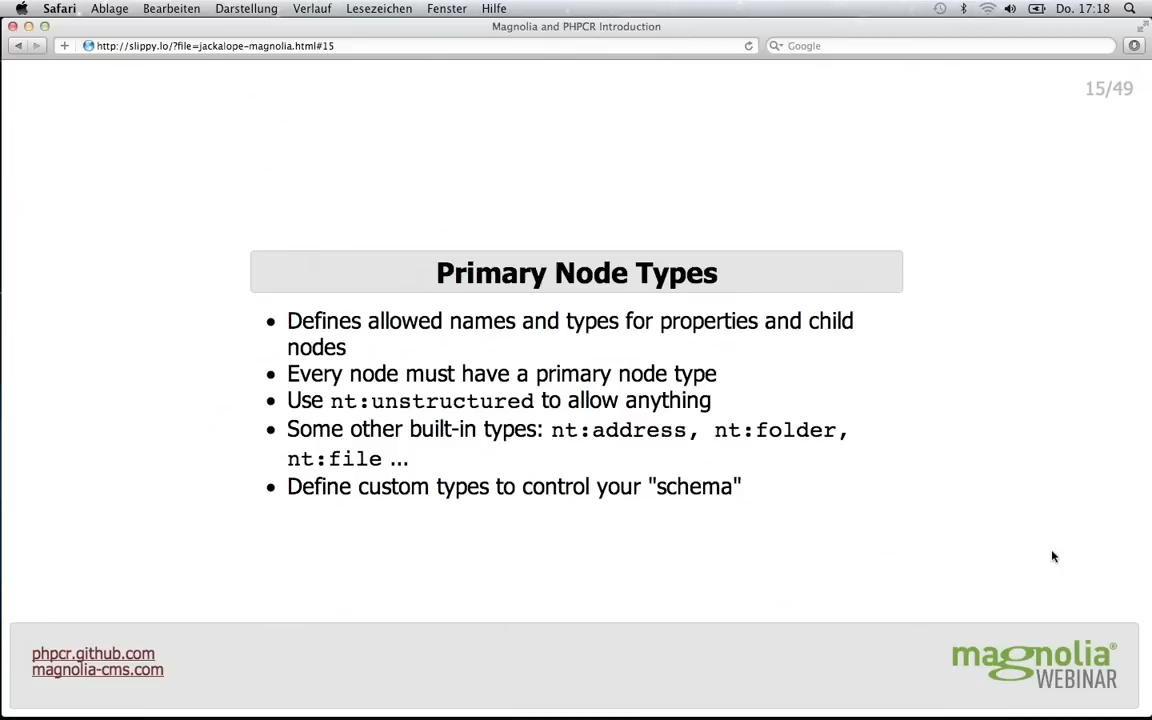 Safari Ablage Bearbeiten Darstellung Verlauf Lesezeichen Fenster Hilfe Do. 17:18
Magnolia and PHPCR Introduction
http://slippy.lo/?file=jackalope-magnolia.html#15 Google
15/49
Primary Node Types
• Defines allowed names and types for properties and child
nodes
• Every node must have a primary node type
• Use nt:unstructured to allow anything
• Some other built-in types: nt:address, nt:folder,
nt:file ...
• Define custom types to control your "schema"
phpcr.github.com
magnolia-cms.com
magnolia®
WEBINAR